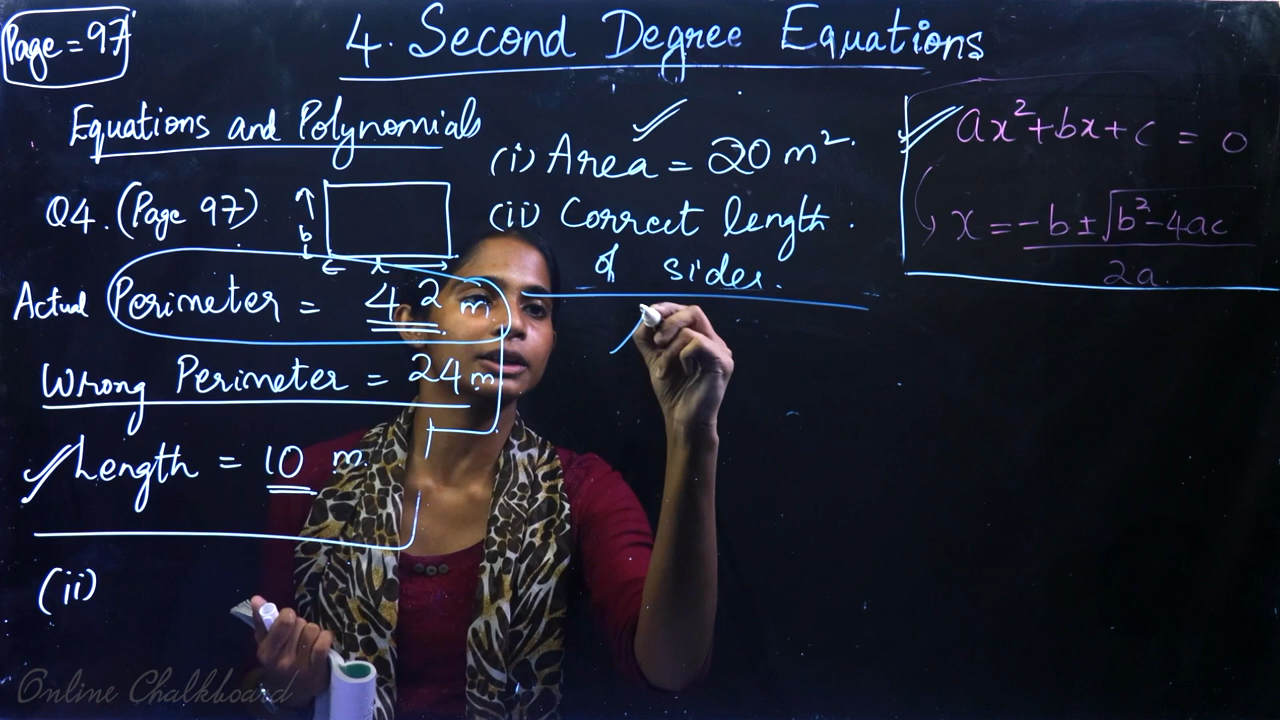 Page = 97
4. Second Degree Equations
Equations and Polynomials
Q4. (Page 97)
b
l
Actual Perimeter = 42 m
Wrong Perimeter = 24 m
Length = 10 m.
(ii)
(i) Area = 20 m².
(ii) Correct length
of sides.
ax²+bx+c = 0
x = -b ± √b²-4ac
2a.
Online Chalkboard